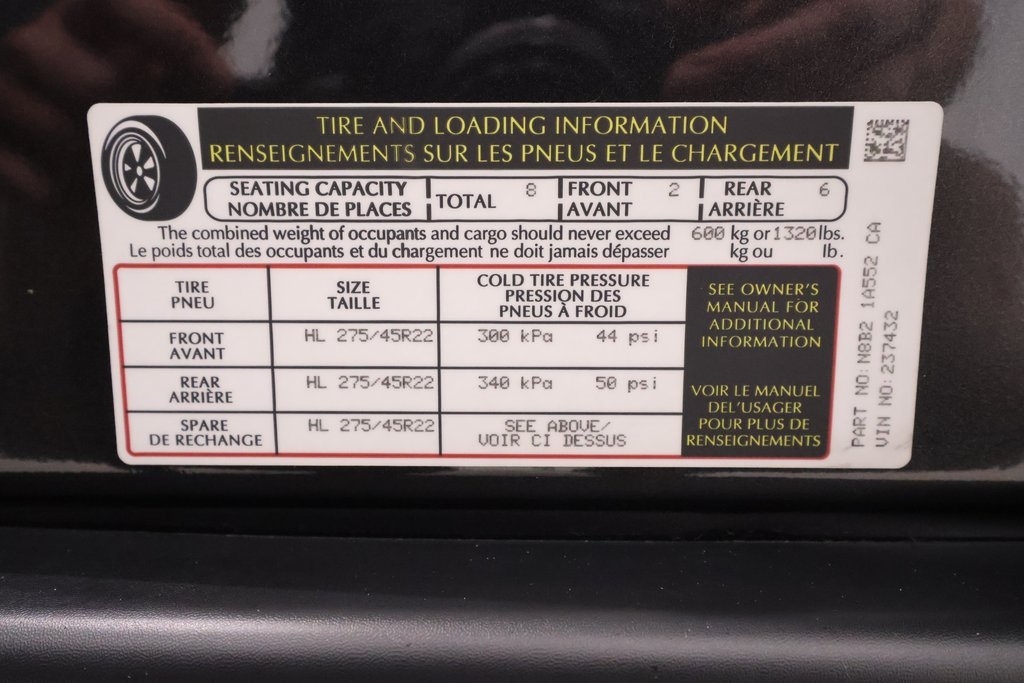 TIRE AND LOADING INFORMATION
RENSEIGNEMENTS SUR LES PNEUS ET LE CHARGEMENT
SEATING CAPACITY
NOMBRE DE PLACES
TOTAL 8
FRONT 2
AVANT
REAR 6
ARRIÈRE
The combined weight of occupants and cargo should never exceed 600 kg or 1320 lbs.
Le poids total des occupants et du chargement ne doit jamais dépasser kg ou lb.
TIRE
PNEU
SIZE
TAILLE
COLD TIRE PRESSURE
PRESSION DES
PNEUS À FROID
FRONT
AVANT
HL 275/45R22
300 kPa 44 psi
REAR
ARRIÈRE
HL 275/45R22
340 kPa 50 psi
SPARE
DE RECHANGE
HL 275/45R22
SEE ABOVE/
VOIR CI DESSUS
SEE OWNER'S
MANUAL FOR
ADDITIONAL
INFORMATION
VOIR LE MANUEL
DEL'USAGER
POUR PLUS DE
RENSEIGNEMENTS
PART NO:N8B2 1A552 CA
VIN NO:237432